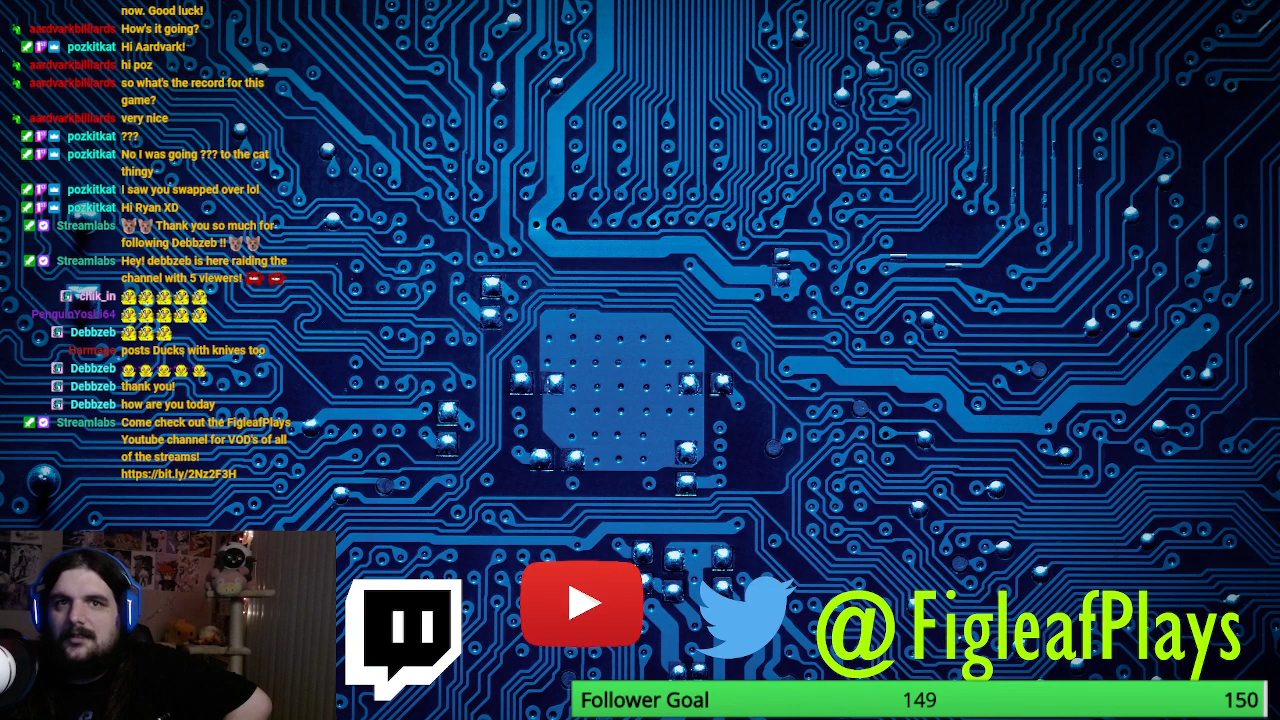 now. Good luck!
aardvarkbilliards How's it going?
pozkitkat Hi Aardvark!
aardvarkbilliards hi poz
aardvarkbilliards so what's the record for this
game?
aardvarkbilliards very nice
pozkitkat ???
pozkitkat No I was going ??? to the cat
thingy
pozkitkat I saw you swapped over lol
pozkitkat Hi Ryan XD
Streamlabs Thank you so much for
following Debbzeb !!
Streamlabs Hey! debbzeb is here raiding the
channel with 5 viewers!
chik_in
PenguinYoshi64
Debbzeb
posts Ducks with knives too
Debbzeb
Debbzeb thank you!
Debbzeb how are you today
Streamlabs Come check out the FigleafPlays
Youtube channel for VOD's of all
of the streams!
https://bit.ly/2Nz2F3H
@FigleafPlays
Follower Goal 149 150